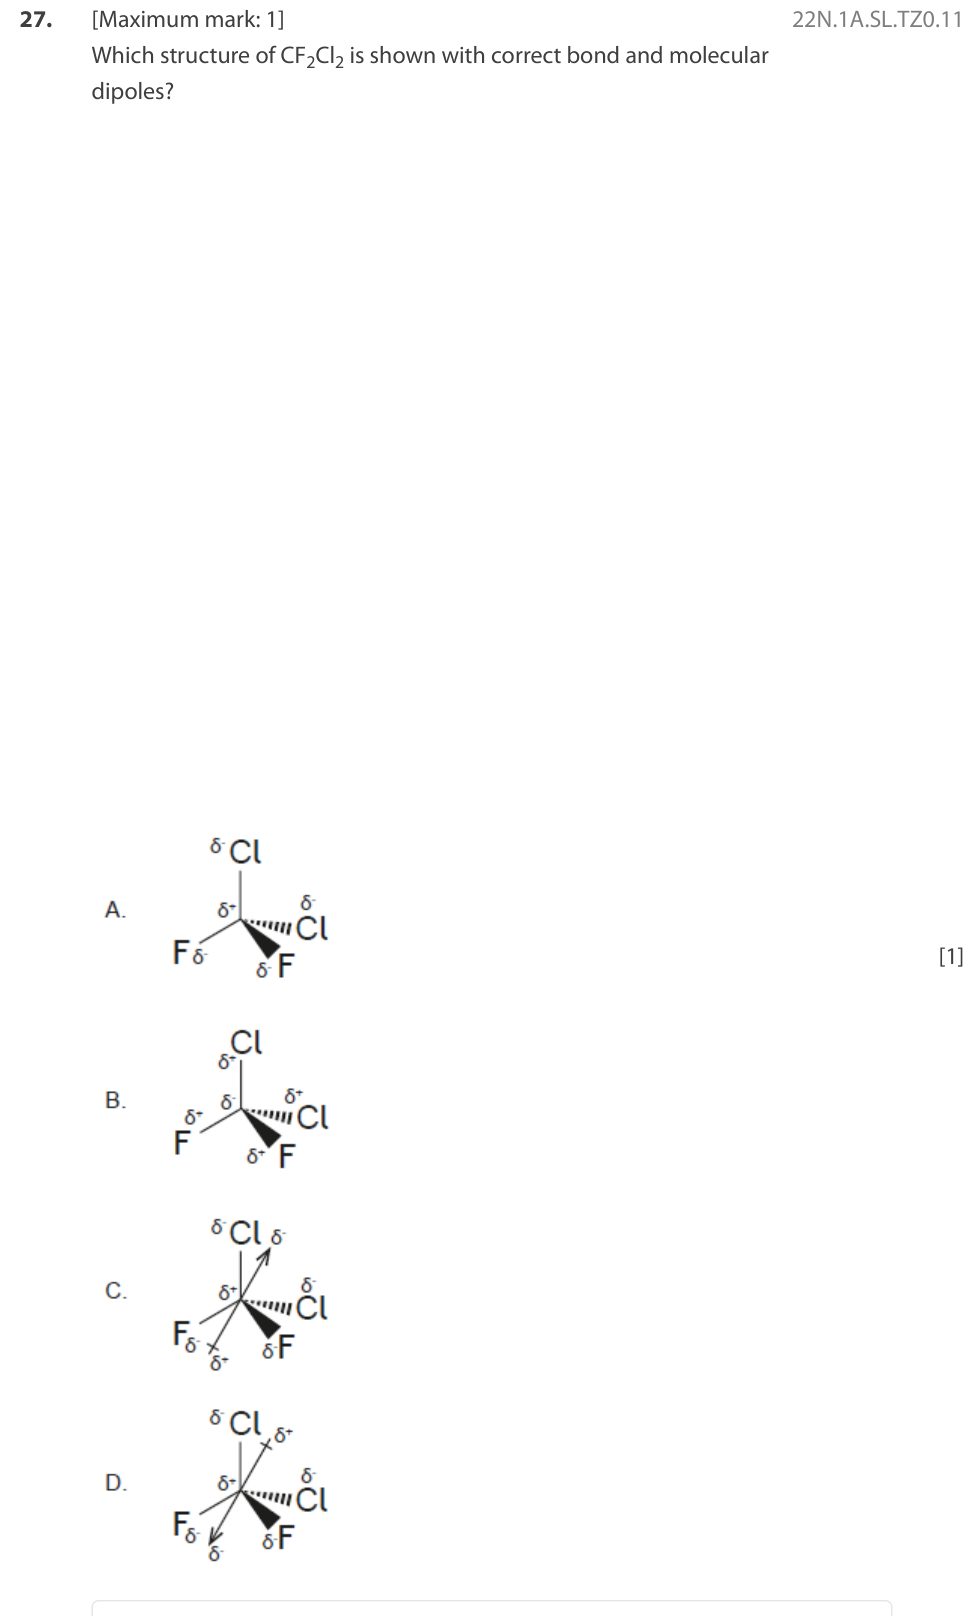 27. [Maximum mark: 1] 22N.1A.SL.TZ0.11
Which structure of CF₂Cl₂ is shown with correct bond and molecular
dipoles?
δ⁻ Cl
A. δ⁺ δ⁻ Cl
F δ⁻ δ⁻ F
[1]
Cl
δ⁺
B. δ⁻ δ⁺ Cl
δ⁺ F δ⁺ F
δ⁻ Cl δ⁻
C. δ⁺ δ⁻ Cl
F δ⁻ δ⁺ δ⁻ F
δ⁻ Cl δ⁺
D. δ⁺ δ⁻ Cl
F δ⁻ δ⁻ δ⁻ F